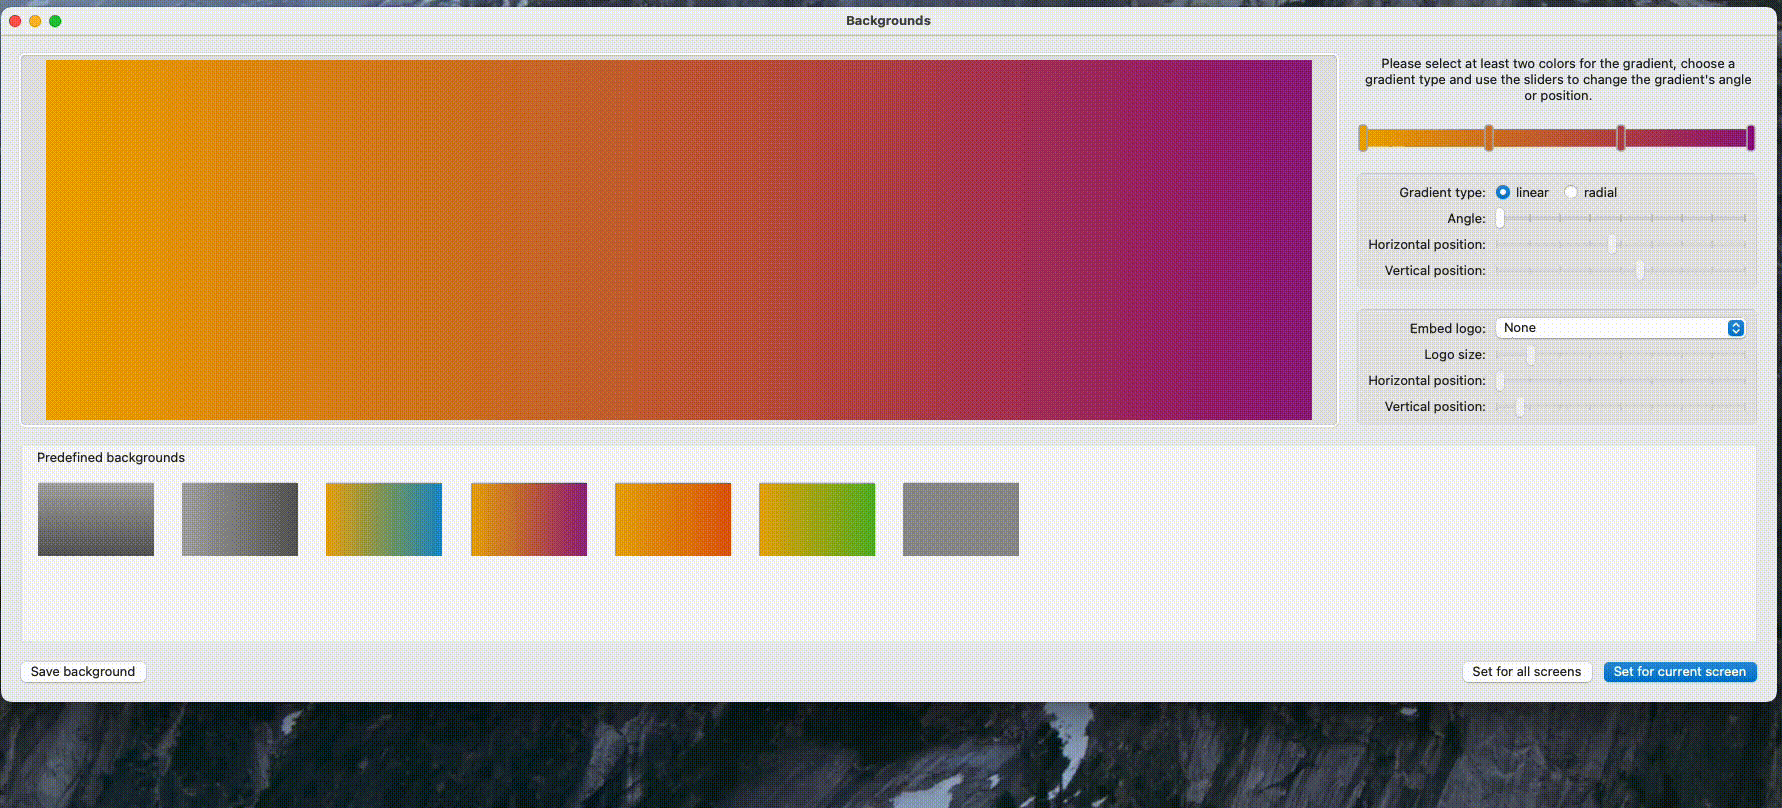 Backgrounds
Please select at least two colors for the gradient, choose a
gradient type and use the sliders to change the gradient's angle
or position.
Gradient type: linear radial
Angle:
Horizontal position:
Vertical position:
Embed logo: None
Logo size:
Horizontal position:
Vertical position:
Predefined backgrounds
Save background
Set for all screens
Set for current screen